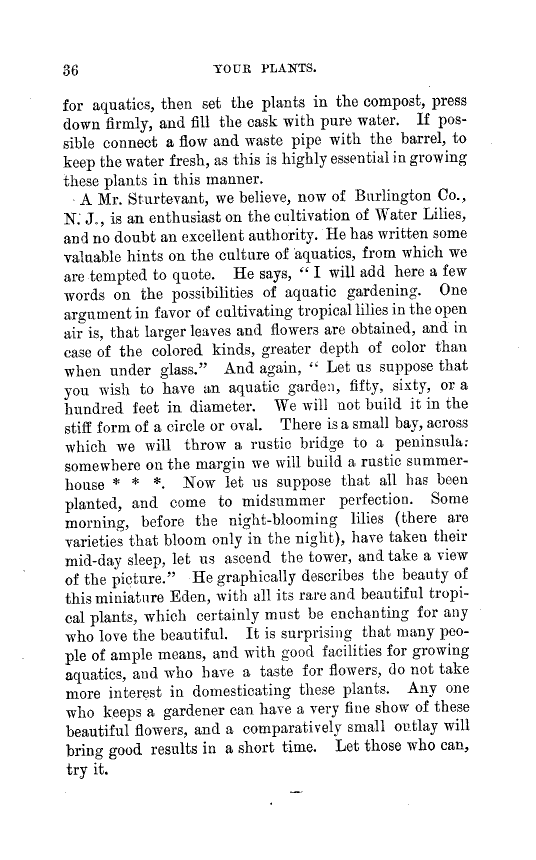 36 YOUR PLANTS.
for aquatics, then set the plants in the compost, press
down firmly, and fill the cask with pure water. If pos-
sible connect a flow and waste pipe with the barrel, to
keep the water fresh, as this is highly essential in growing
these plants in this manner.
A Mr. Sturtevant, we believe, now of Burlington Co.,
N. J., is an enthusiast on the cultivation of Water Lilies,
and no doubt an excellent authority. He has written some
valuable hints on the culture of aquatics, from which we
are tempted to quote. He says, “ I will add here a few
words on the possibilities of aquatic gardening. One
argument in favor of cultivating tropical lilies in the open
air is, that larger leaves and flowers are obtained, and in
case of the colored kinds, greater depth of color than
when under glass.” And again, “ Let us suppose that
you wish to have an aquatic garden, fifty, sixty, or a
hundred feet in diameter. We will not build it in the
stiff form of a circle or oval. There is a small bay, across
which we will throw a rustic bridge to a peninsula:
somewhere on the margin we will build a rustic summer-
house * * *. Now let us suppose that all has been
planted, and come to midsummer perfection. Some
morning, before the night-blooming lilies (there are
varieties that bloom only in the night), have taken their
mid-day sleep, let us ascend the tower, and take a view
of the picture.” He graphically describes the beauty of
this miniature Eden, with all its rare and beautiful tropi-
cal plants, which certainly must be enchanting for any
who love the beautiful. It is surprising that many peo-
ple of ample means, and with good facilities for growing
aquatics, and who have a taste for flowers, do not take
more interest in domesticating these plants. Any one
who keeps a gardener can have a very fine show of these
beautiful flowers, and a comparatively small outlay will
bring good results in a short time. Let those who can,
try it.